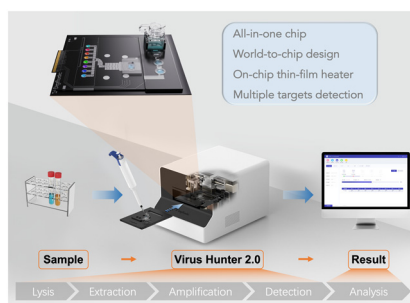 All-in-one chip
World-to-chip design
On-chip thin-film heater
Multiple targets detection
Sample
Virus Hunter 2.0
Result
Lysis
Extraction
Amplification
Detection
Analysis